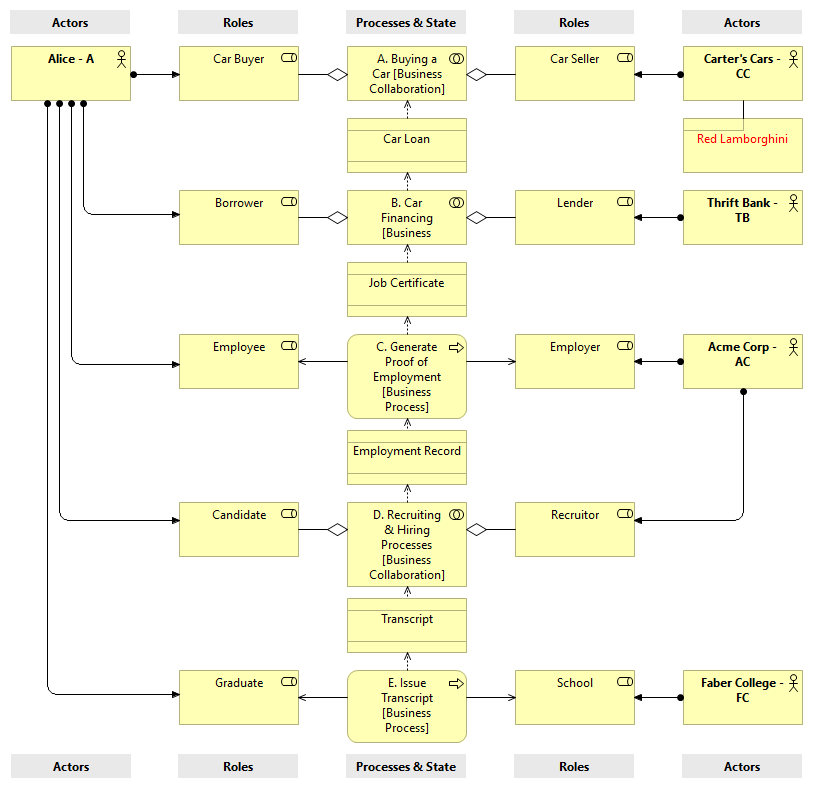 Actors
Roles
Processes & State
Roles
Actors
Alice - A
Car Buyer
A. Buying a
Car [Business
Collaboration]
Car Seller
Carter's Cars -
CC
Car Loan
Red Lamborghini
Borrower
B. Car
Financing
[Business
Lender
Thrift Bank -
TB
Job Certificate
Employee
C. Generate
Proof of
Employment
[Business
Process]
Employer
Acme Corp -
AC
Employment Record
Candidate
D. Recruiting
& Hiring
Processes
[Business
Collaboration]
Recruitor
Transcript
Graduate
E. Issue
Transcript
[Business
Process]
School
Faber College -
FC
Actors
Roles
Processes & State
Roles
Actors